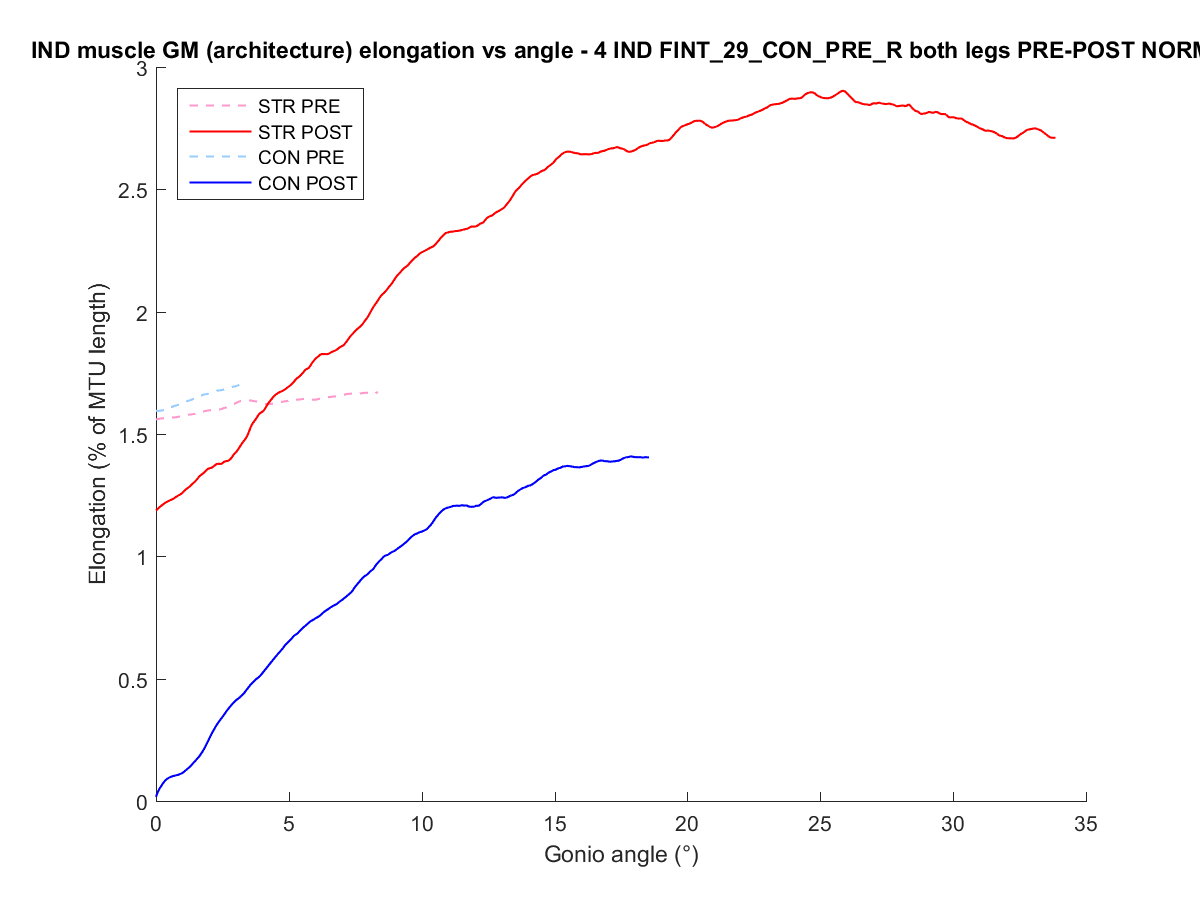 IND muscle GM (architecture) elongation vs angle - 4 IND FINT_29_CON_PRE_R both legs PRE-POST NORM
3
2.5
2
1.5
1
0.5
0
Elongation (% of MTU length)
STR PRE
STR POST
CON PRE
CON POST
0 5 10 15 20 25 30 35
Gonio angle (°)